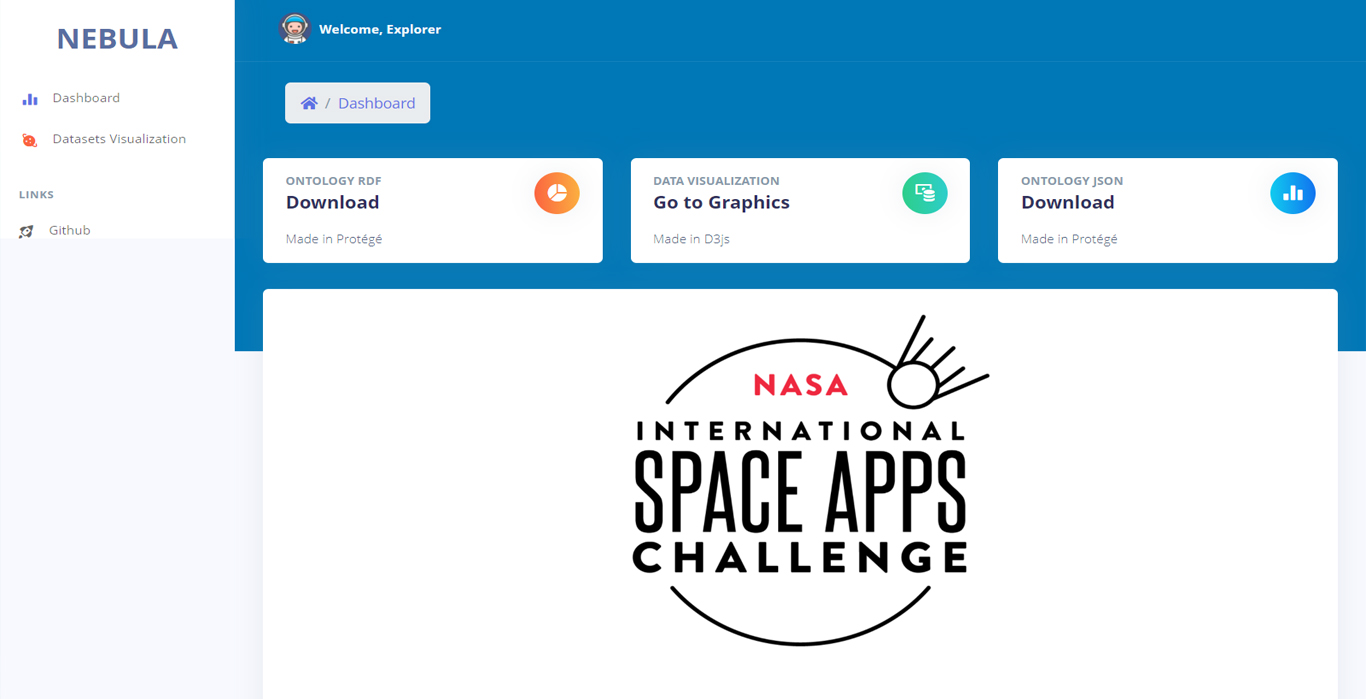 NEBULA
Dashboard
Datasets Visualization
LINKS
Github
Welcome, Explorer
/ Dashboard
ONTOLOGY RDF
Download
Made in Protégé
DATA VISUALIZATION
Go to Graphics
Made in D3js
ONTOLOGY JSON
Download
Made in Protégé
NASA
INTERNATIONAL
SPACE APPS
CHALLENGE